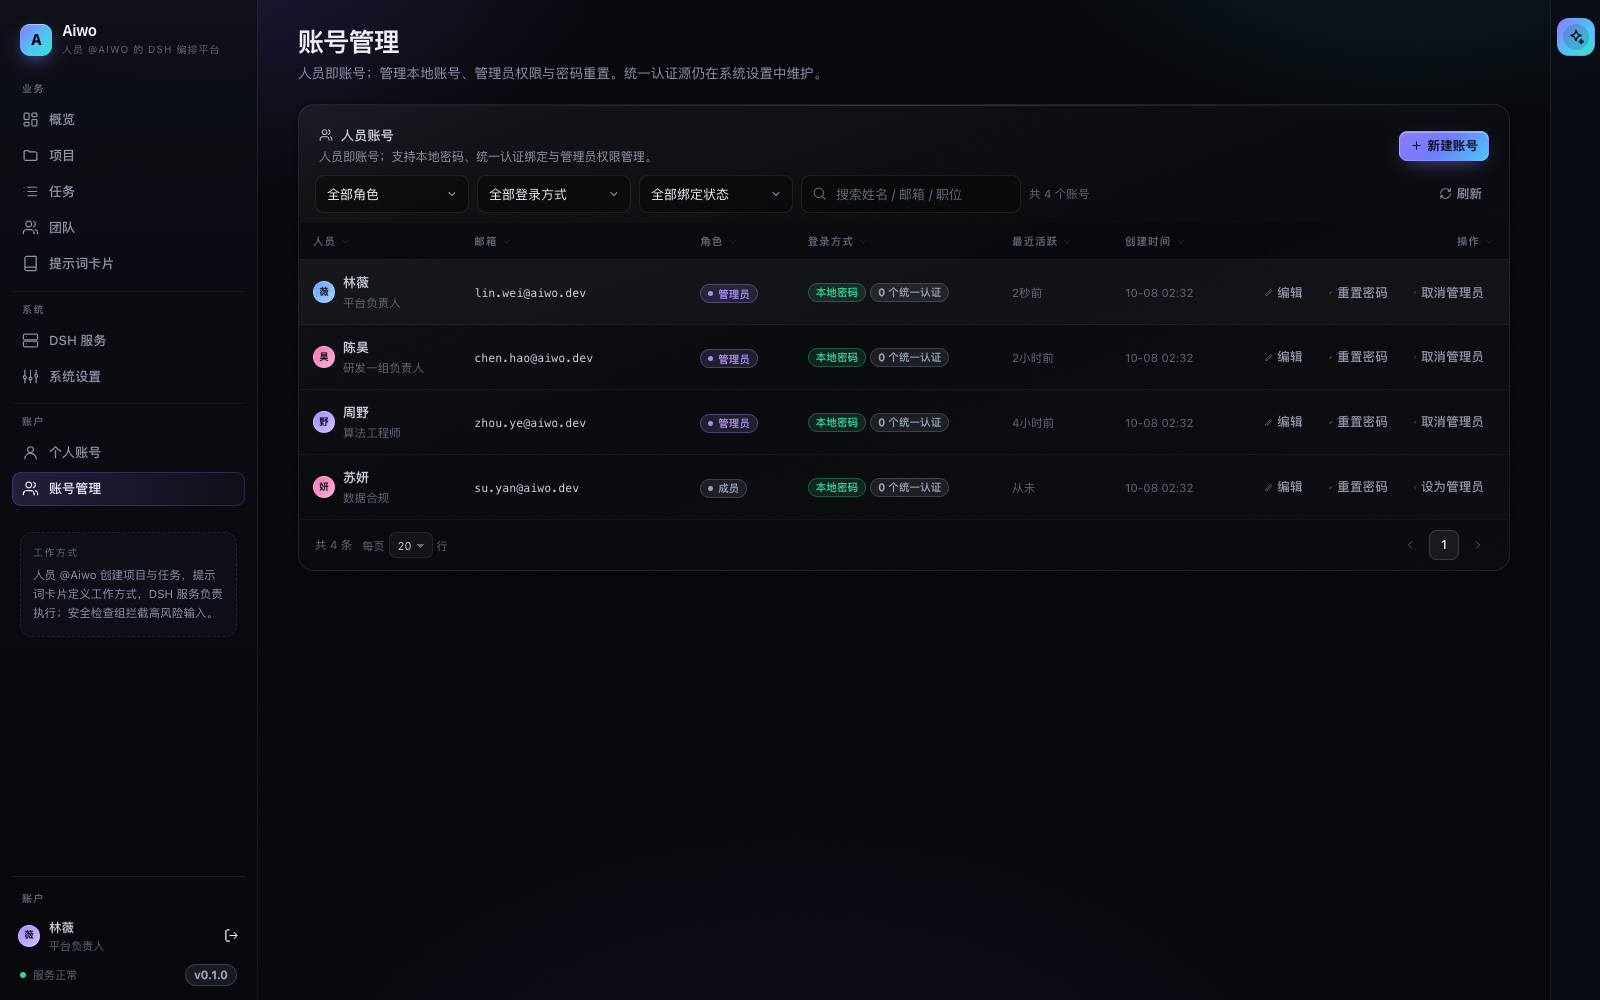 A
Aiwo
人员 @AIWO 的 DSH 编排平台
业务
概览
项目
任务
团队
提示词卡片
系统
DSH 服务
系统设置
账户
个人账号
账号管理
工作方式
人员 @Aiwo 创建项目与任务，提示
词卡片定义工作方式，DSH 服务负责
执行；安全检查组拦截高风险输入。
账户
薇
林薇
平台负责人
服务正常
v0.1.0
账号管理
人员即账号；管理本地账号、管理员权限与密码重置。统一认证源仍在系统设置中维护。
人员账号
人员即账号；支持本地密码、统一认证绑定与管理员权限管理。
新建账号
全部角色 全部登录方式 全部绑定状态 搜索姓名 / 邮箱 / 职位 共 4 个账号 刷新
人员 邮箱 角色 登录方式 最近活跃 创建时间 操作
薇 林薇 平台负责人 lin.wei@aiwo.dev 管理员 本地密码 0 个统一认证 2秒前 10-08 02:32 编辑 重置密码 取消管理员
昊 陈昊 研发一组负责人 chen.hao@aiwo.dev 管理员 本地密码 0 个统一认证 2小时前 10-08 02:32 编辑 重置密码 取消管理员
野 周野 算法工程师 zhou.ye@aiwo.dev 管理员 本地密码 0 个统一认证 4小时前 10-08 02:32 编辑 重置密码 取消管理员
妍 苏妍 数据合规 su.yan@aiwo.dev 成员 本地密码 0 个统一认证 从未 10-08 02:32 编辑 重置密码 设为管理员
共 4 条 每页 20 行 1